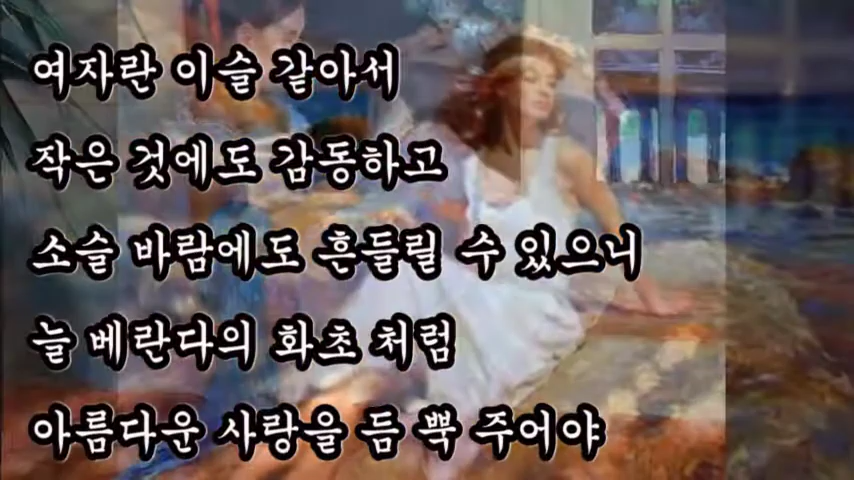 여자란 이슬 같아서
작은 것에도 감동하고
소슬 바람에도 흔들릴 수 있으니
늘 베란다의 화초 처럼
아름다운 사랑을 듬 뿍 주어야